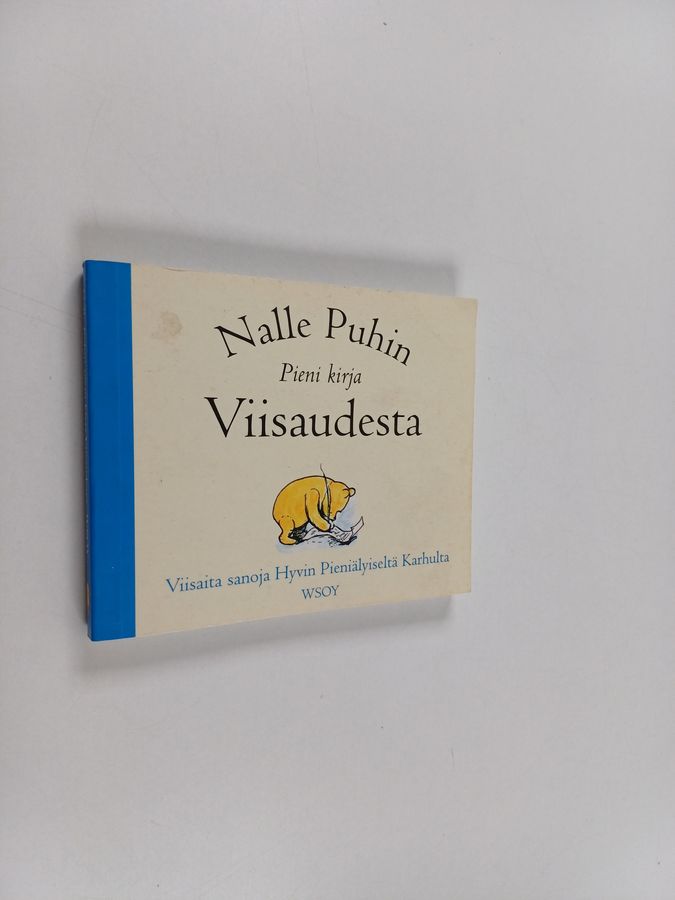 Nalle Puhin
Pieni kirja
Viisaudesta
Viisaita sanoja Hyvin Pieniälyiseltä Karhulta
WSOY